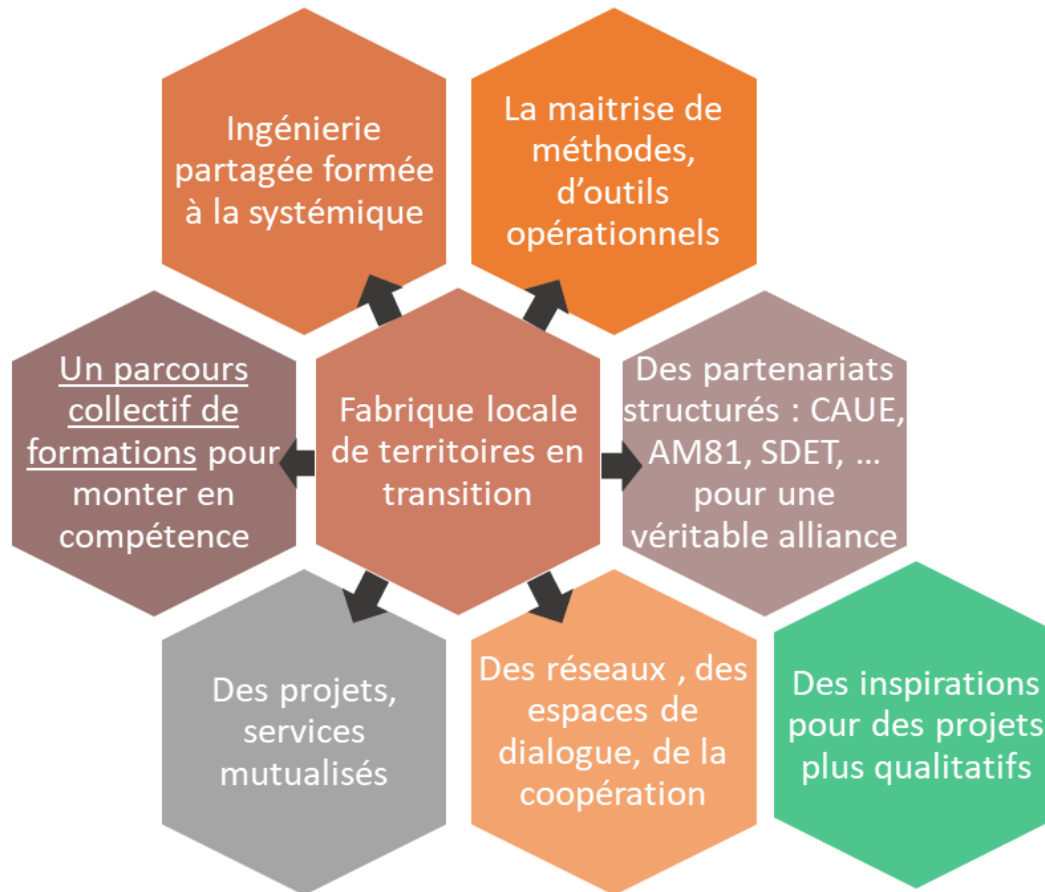 Ingénierie
partagée formée
à la systémique
La maitrise de
méthodes,
d’outils
opérationnels
Un parcours
collectif de
formations pour
monter en
compétence
Fabrique locale
de territoires en
transition
Des partenariats
structurés : CAUE,
AM81, SDET, ...
pour une
véritable alliance
Des projets,
services
mutualisés
Des réseaux , des
espaces de
dialogue, de la
coopération
Des inspirations
pour des projets
plus qualitatifs